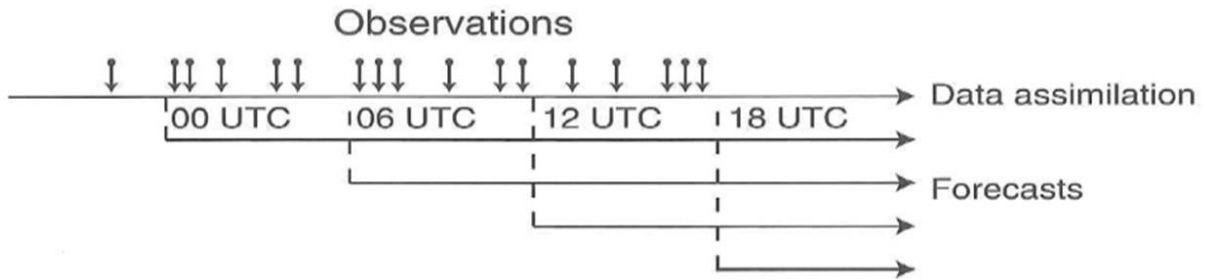 Observations
Data assimilation
00 UTC 06 UTC 12 UTC 18 UTC
Forecasts